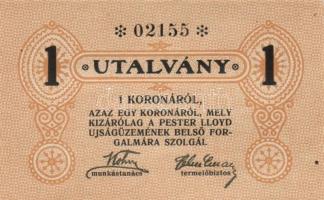 * 02155 *
1 UTALVÁNY 1
1 KORONÁRÓL,
AZAZ EGY KORONÁRÓL, MELY
KIZÁRÓLAG A PESTER LLOYD
UJSÁGÜZEMÉNEK BELSŐ FOR-
GALMÁRA SZOLGÁL
munkástanács termelőbiztos